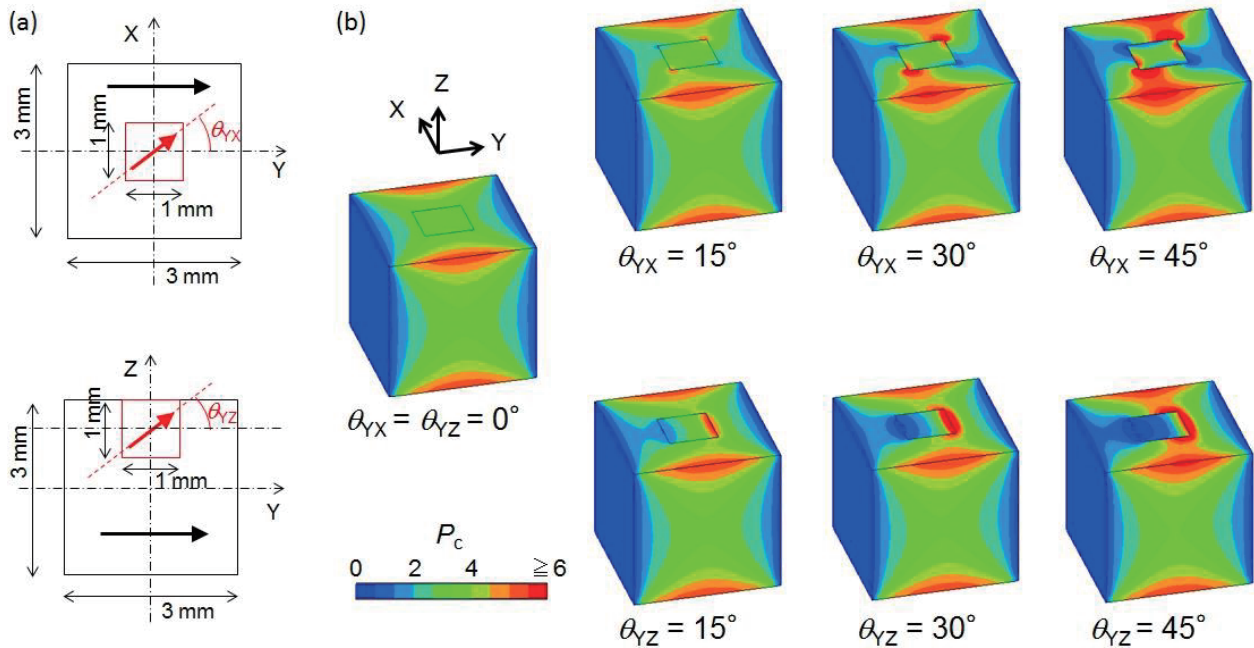 (a)
X
3 mm
1 mm
θYX
Y
1 mm
3 mm
Z
3 mm
1 mm
θYZ
1 mm
Y
3 mm
(b)
Z
X
Y
θYX = θYZ = 0°
Pc
0 2 4 ≧6
θYX = 15°
θYX = 30°
θYX = 45°
θYZ = 15°
θYZ = 30°
θYZ = 45°